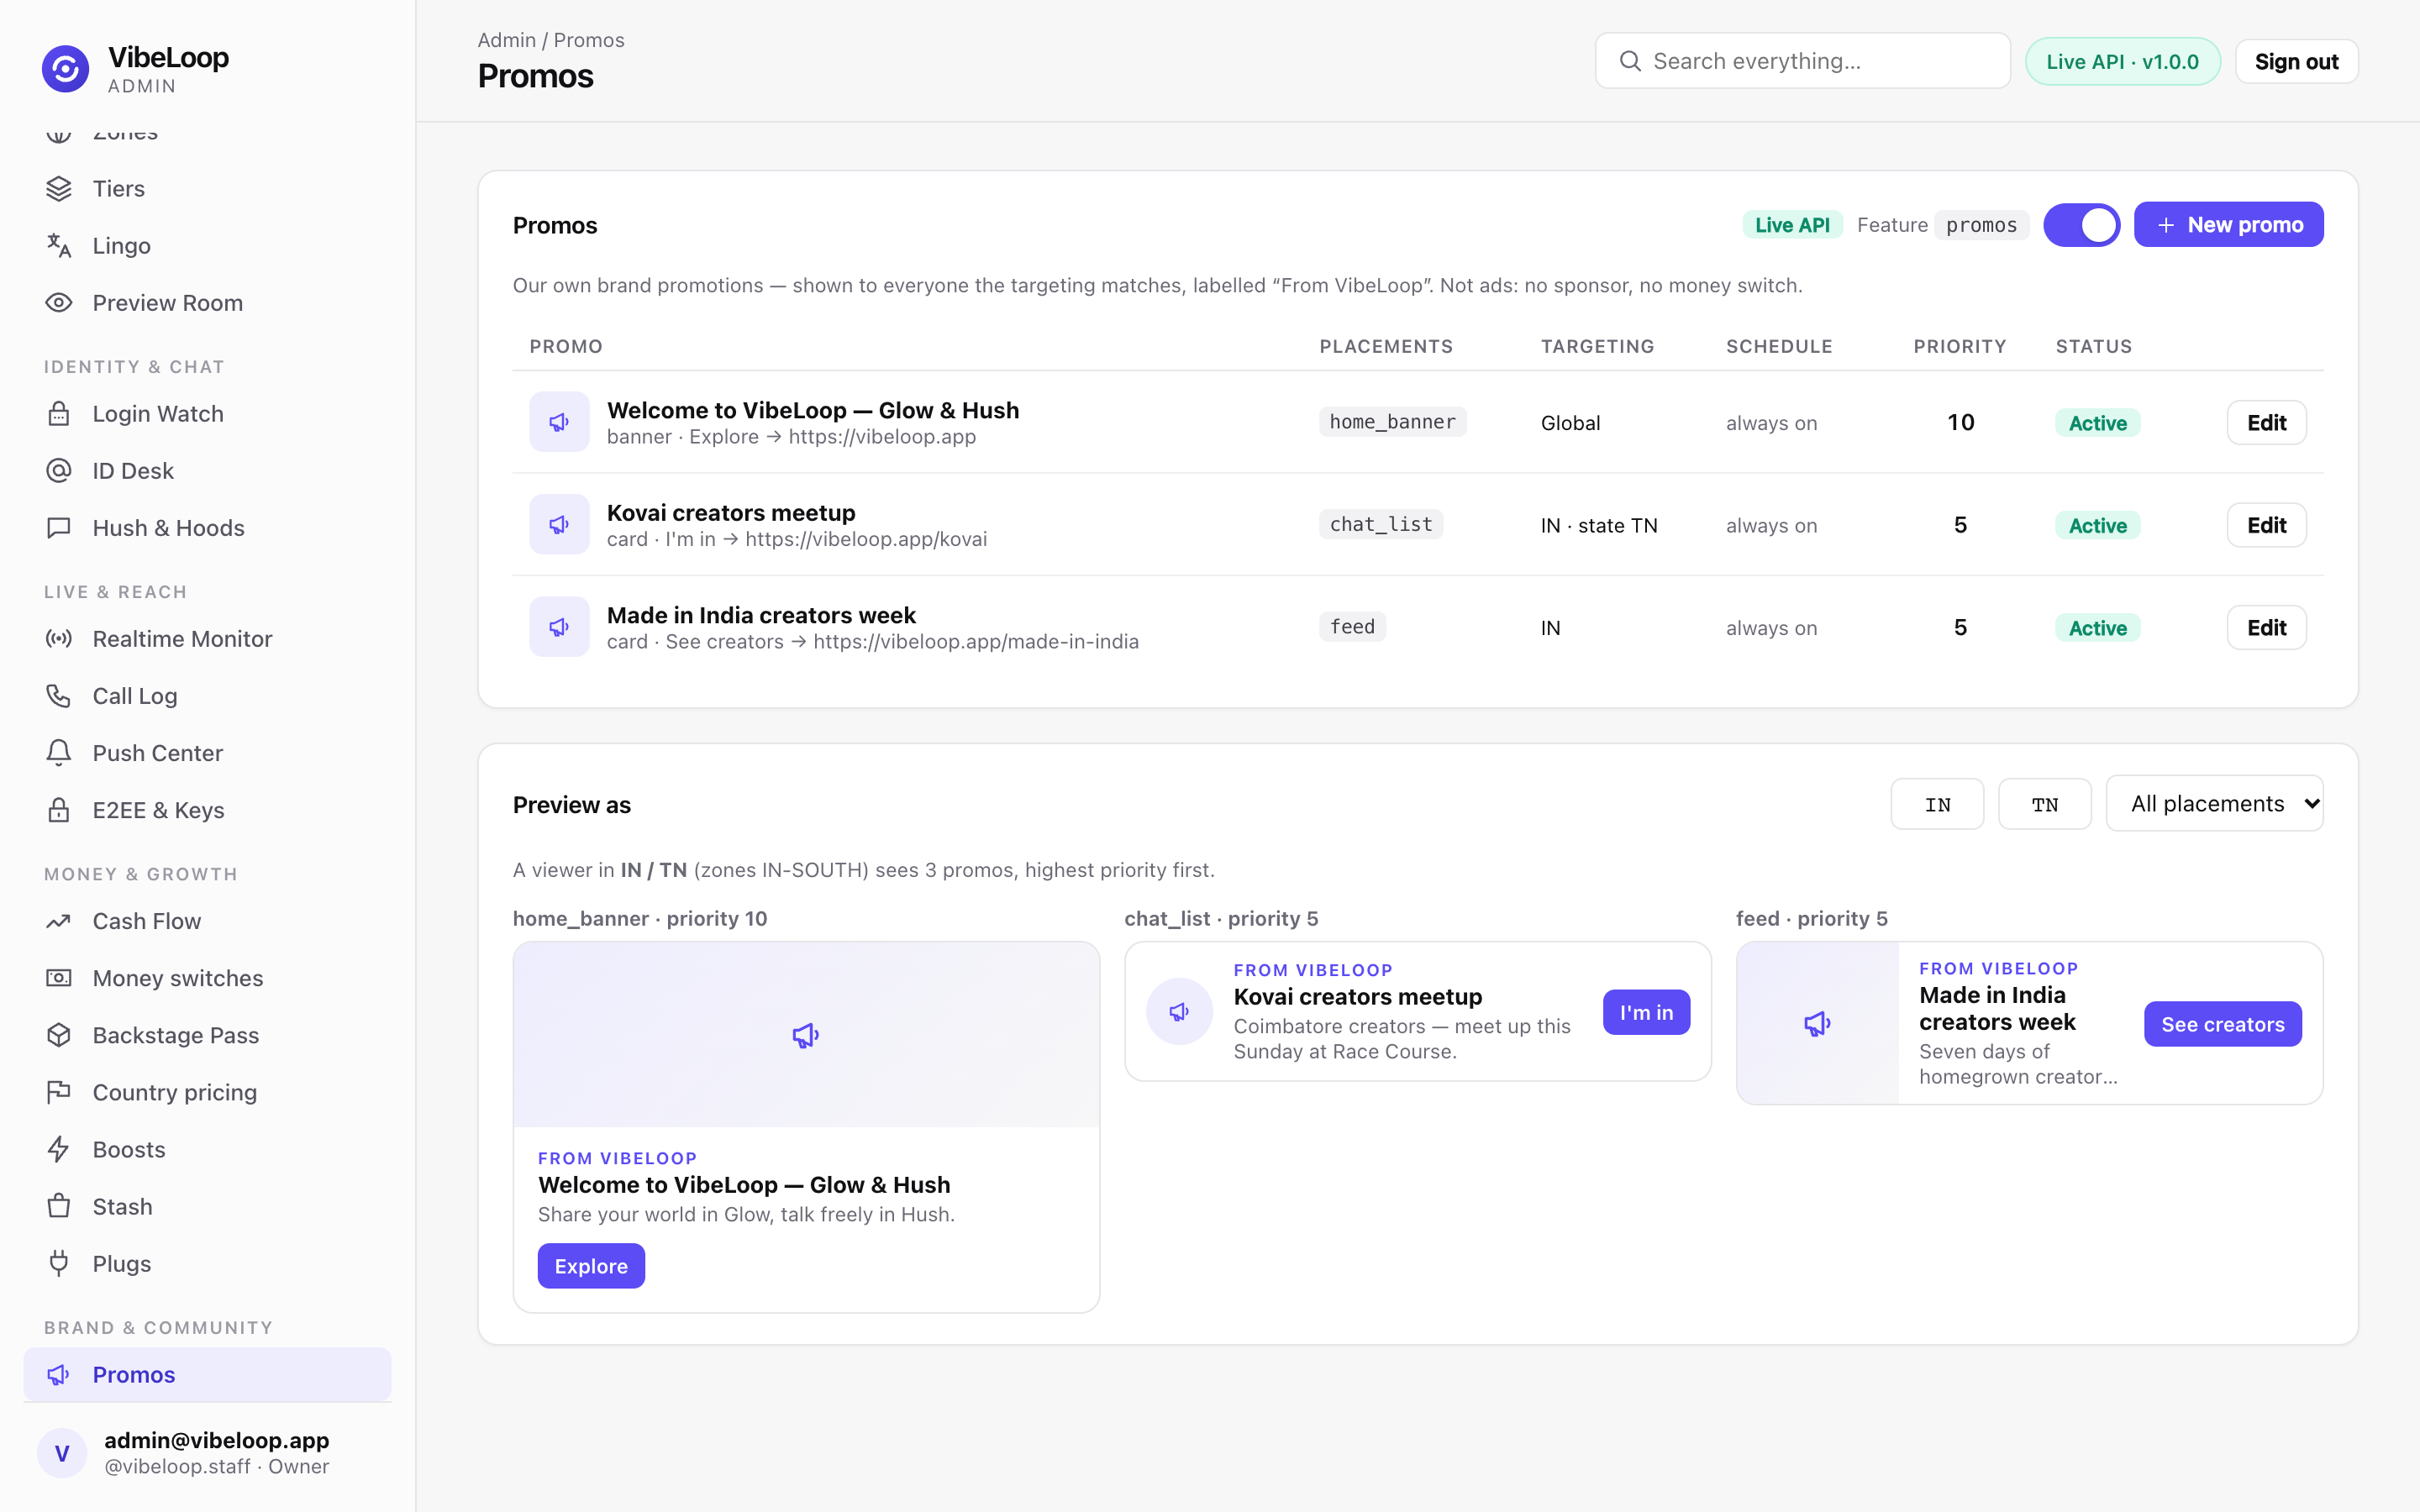 VibeLoop
ADMIN
Zones
Tiers
Lingo
Preview Room
IDENTITY & CHAT
Login Watch
ID Desk
Hush & Hoods
LIVE & REACH
Realtime Monitor
Call Log
Push Center
E2EE & Keys
MONEY & GROWTH
Cash Flow
Money switches
Backstage Pass
Country pricing
Boosts
Stash
Plugs
BRAND & COMMUNITY
Promos
V
admin@vibeloop.app
@vibeloop.staff · Owner
Admin / Promos
Promos
Search everything...
Live API · v1.0.0
Sign out
Promos
Live API
Feature promos
+ New promo
Our own brand promotions — shown to everyone the targeting matches, labelled “From VibeLoop”. Not ads: no sponsor, no money switch.
PROMO PLACEMENTS TARGETING SCHEDULE PRIORITY STATUS
Welcome to VibeLoop — Glow & Hush
banner · Explore → https://vibeloop.app
home_banner Global always on 10 Active Edit
Kovai creators meetup
card · I'm in → https://vibeloop.app/kovai
chat_list IN · state TN always on 5 Active Edit
Made in India creators week
card · See creators → https://vibeloop.app/made-in-india
feed IN always on 5 Active Edit
Preview as
IN
TN
All placements
A viewer in IN / TN (zones IN-SOUTH) sees 3 promos, highest priority first.
home_banner · priority 10
FROM VIBELOOP
Welcome to VibeLoop — Glow & Hush
Share your world in Glow, talk freely in Hush.
Explore
chat_list · priority 5
FROM VIBELOOP
Kovai creators meetup
Coimbatore creators — meet up this
Sunday at Race Course.
I'm in
feed · priority 5
FROM VIBELOOP
Made in India
creators week
Seven days of
homegrown creator...
See creators